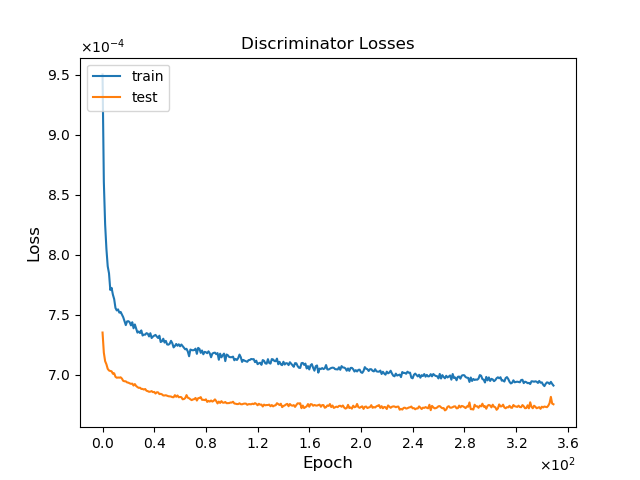 Discriminator Losses
×10⁻⁴
train
test
9.5
9.0
8.5
8.0
7.5
7.0
Loss
0.0 0.4 0.8 1.2 1.6 2.0 2.4 2.8 3.2 3.6
Epoch
×10²